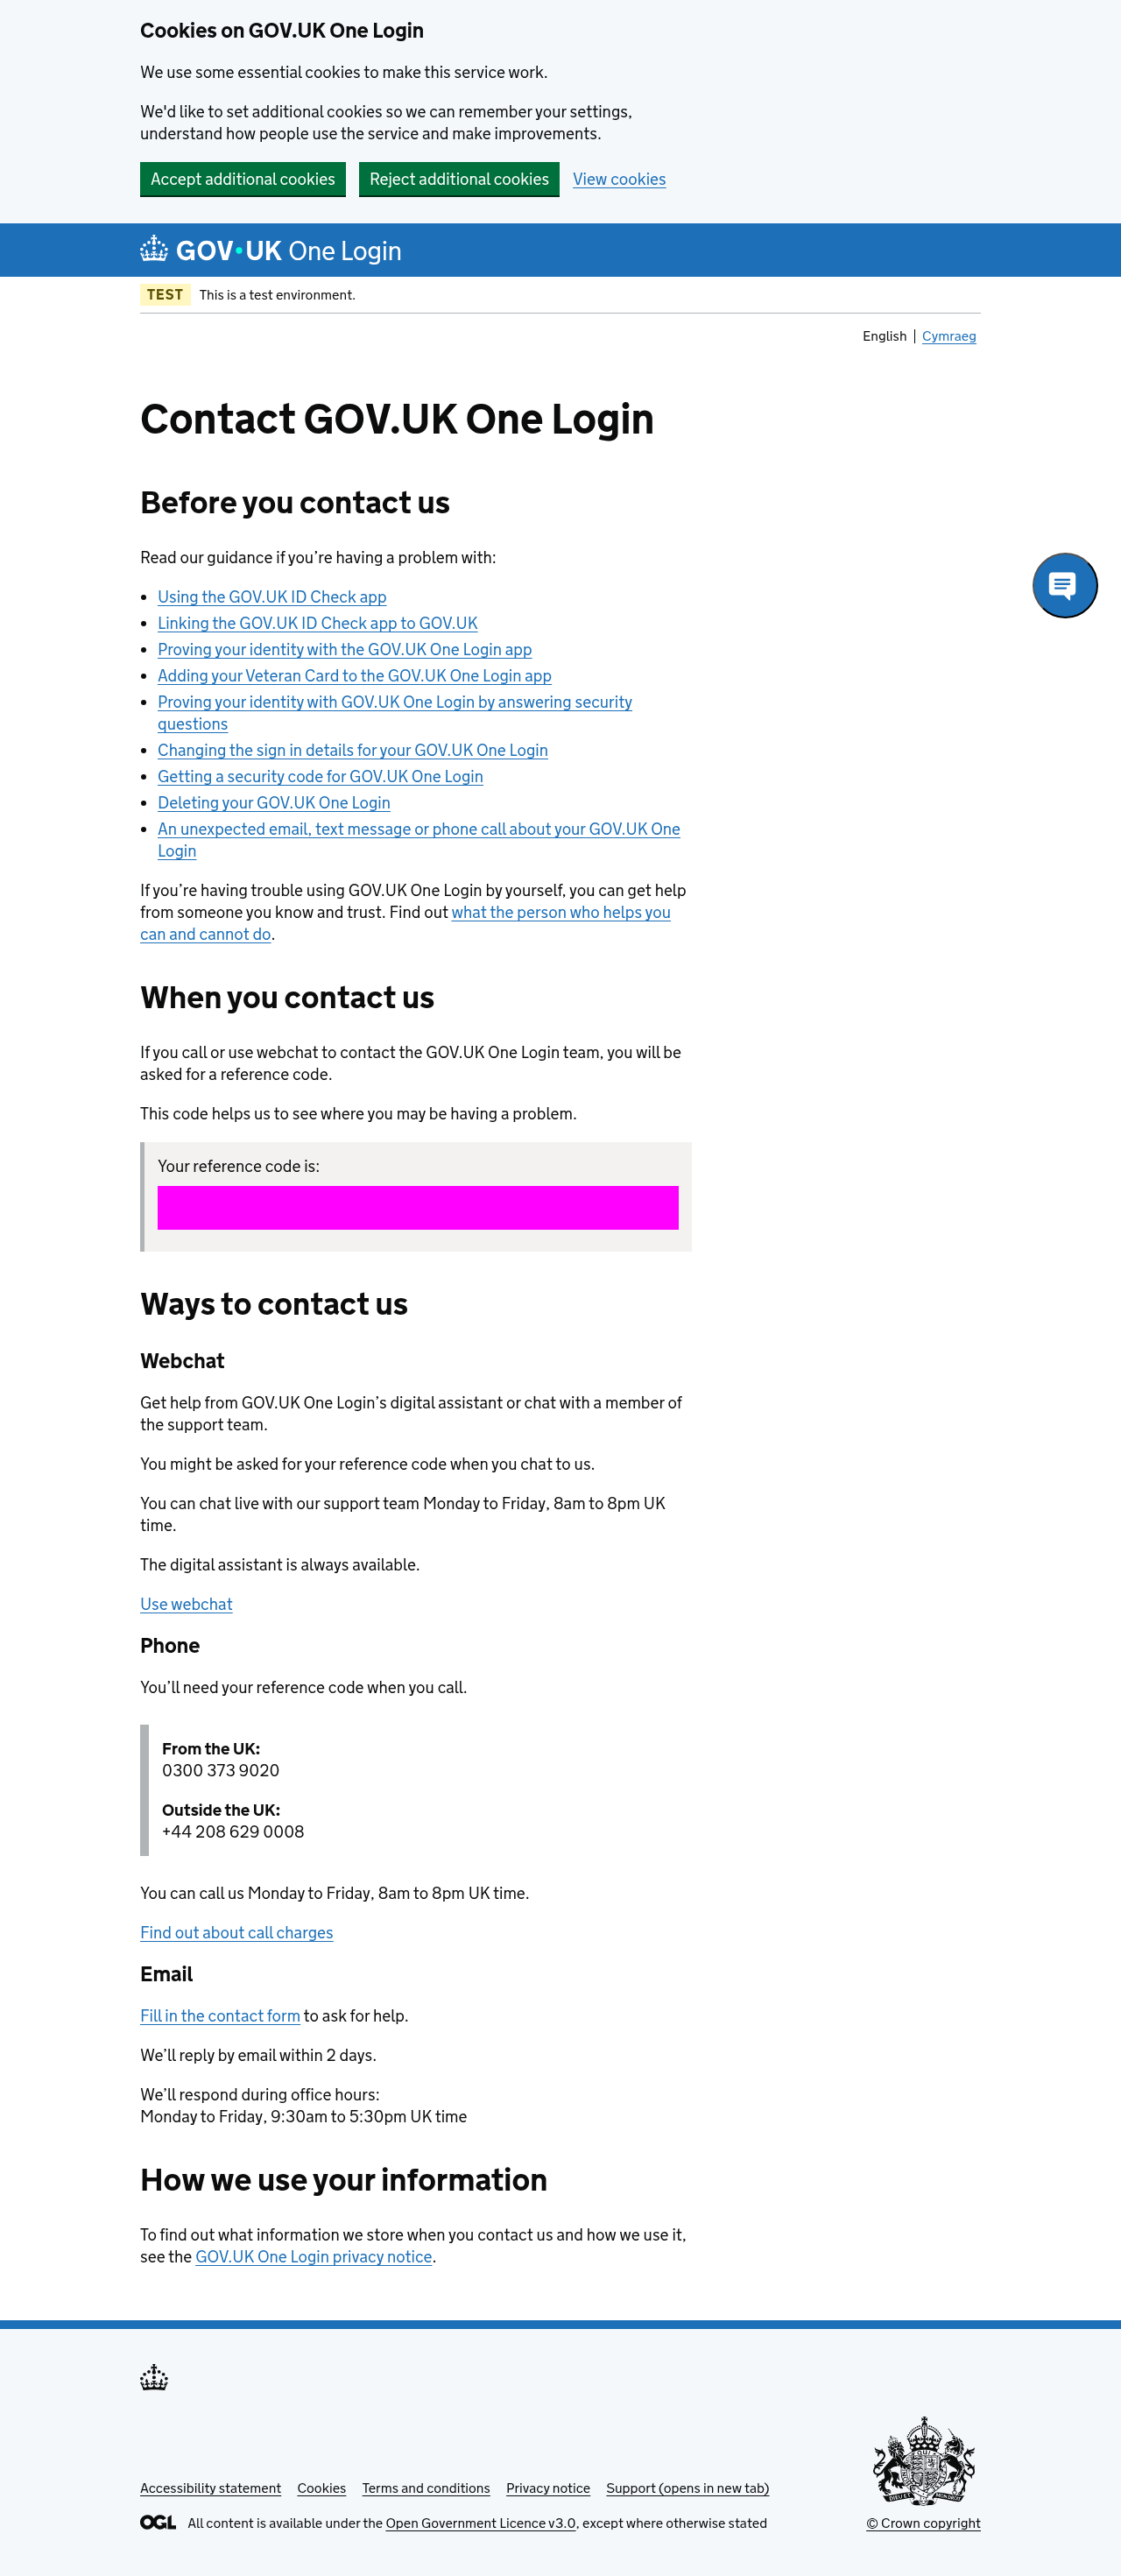 Cookies on GOV.UK One Login
We use some essential cookies to make this service work.
We'd like to set additional cookies so we can remember your settings,
understand how people use the service and make improvements.
Accept additional cookies Reject additional cookies View cookies
GOV•UK One Login
TEST This is a test environment.
English | Cymraeg
Contact GOV.UK One Login
Before you contact us
Read our guidance if you’re having a problem with:
• Using the GOV.UK ID Check app
• Linking the GOV.UK ID Check app to GOV.UK
• Proving your identity with the GOV.UK One Login app
• Adding your Veteran Card to the GOV.UK One Login app
• Proving your identity with GOV.UK One Login by answering security
questions
• Changing the sign in details for your GOV.UK One Login
• Getting a security code for GOV.UK One Login
• Deleting your GOV.UK One Login
• An unexpected email, text message or phone call about your GOV.UK One
Login
If you’re having trouble using GOV.UK One Login by yourself, you can get help
from someone you know and trust. Find out what the person who helps you
can and cannot do.
When you contact us
If you call or use webchat to contact the GOV.UK One Login team, you will be
asked for a reference code.
This code helps us to see where you may be having a problem.
Your reference code is:
Ways to contact us
Webchat
Get help from GOV.UK One Login’s digital assistant or chat with a member of
the support team.
You might be asked for your reference code when you chat to us.
You can chat live with our support team Monday to Friday, 8am to 8pm UK
time.
The digital assistant is always available.
Use webchat
Phone
You’ll need your reference code when you call.
From the UK:
0300 373 9020
Outside the UK:
+44 208 629 0008
You can call us Monday to Friday, 8am to 8pm UK time.
Find out about call charges
Email
Fill in the contact form to ask for help.
We’ll reply by email within 2 days.
We’ll respond during office hours:
Monday to Friday, 9:30am to 5:30pm UK time
How we use your information
To find out what information we store when you contact us and how we use it,
see the GOV.UK One Login privacy notice.
Accessibility statement Cookies Terms and conditions Privacy notice Support (opens in new tab)
OGL All content is available under the Open Government Licence v3.0, except where otherwise stated
© Crown copyright